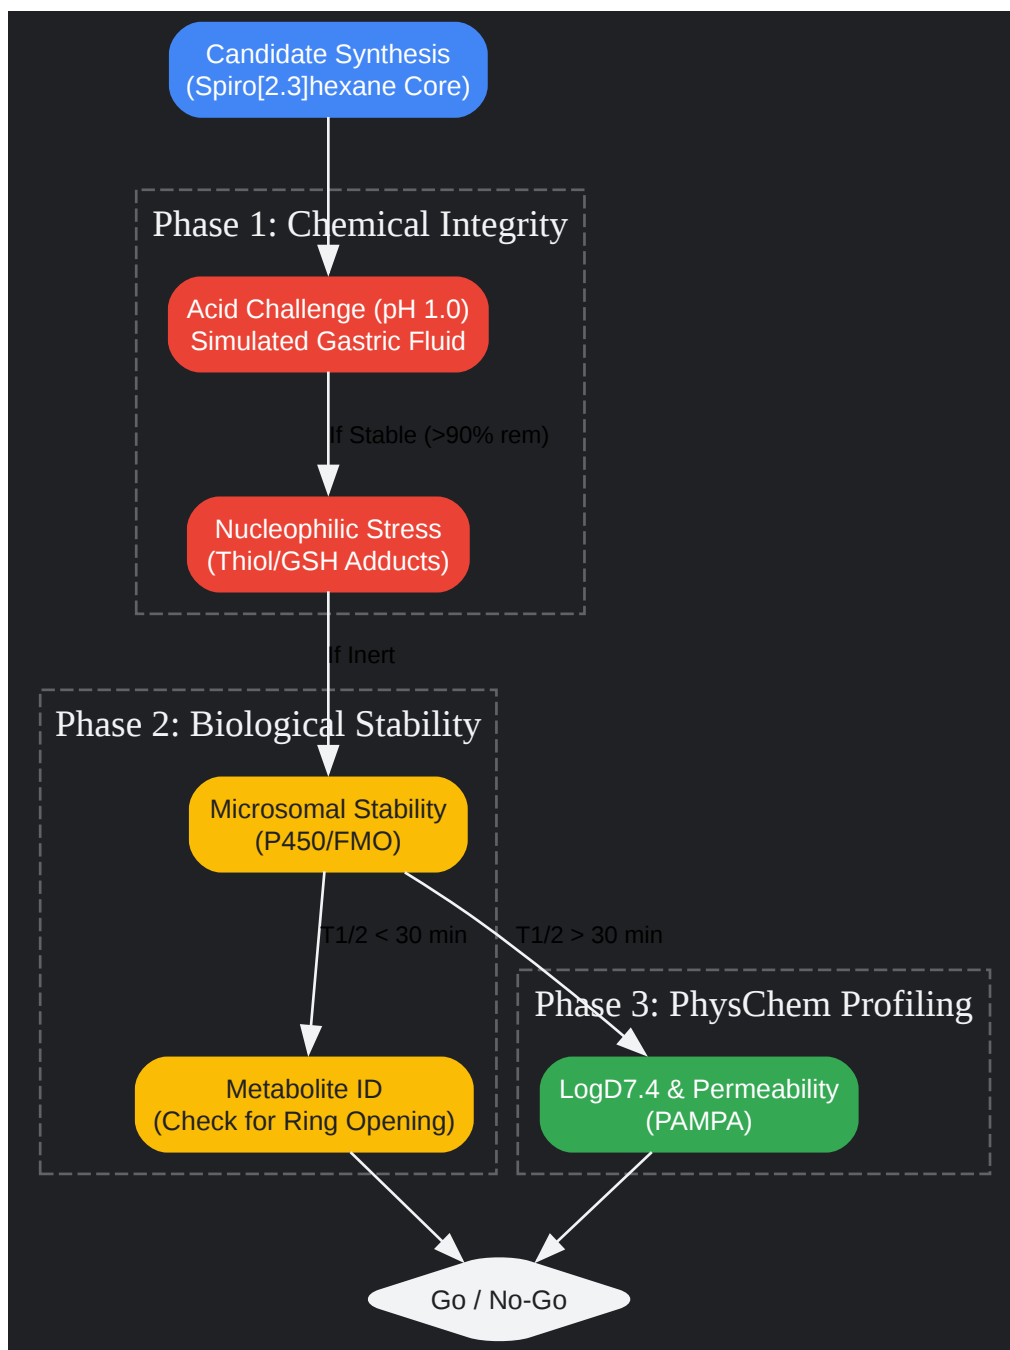 Candidate Synthesis
(Spiro[2.3]hexane Core)
Phase 1: Chemical Integrity
Acid Challenge (pH 1.0)
Simulated Gastric Fluid
If Stable (>90% rem)
Nucleophilic Stress
(Thiol/GSH Adducts)
If Inert
Phase 2: Biological Stability
Microsomal Stability
(P450/FMO)
T1/2 < 30 min
T1/2 > 30 min
Phase 3: PhysChem Profiling
Metabolite ID
(Check for Ring Opening)
LogD7.4 & Permeability
(PAMPA)
Go / No-Go